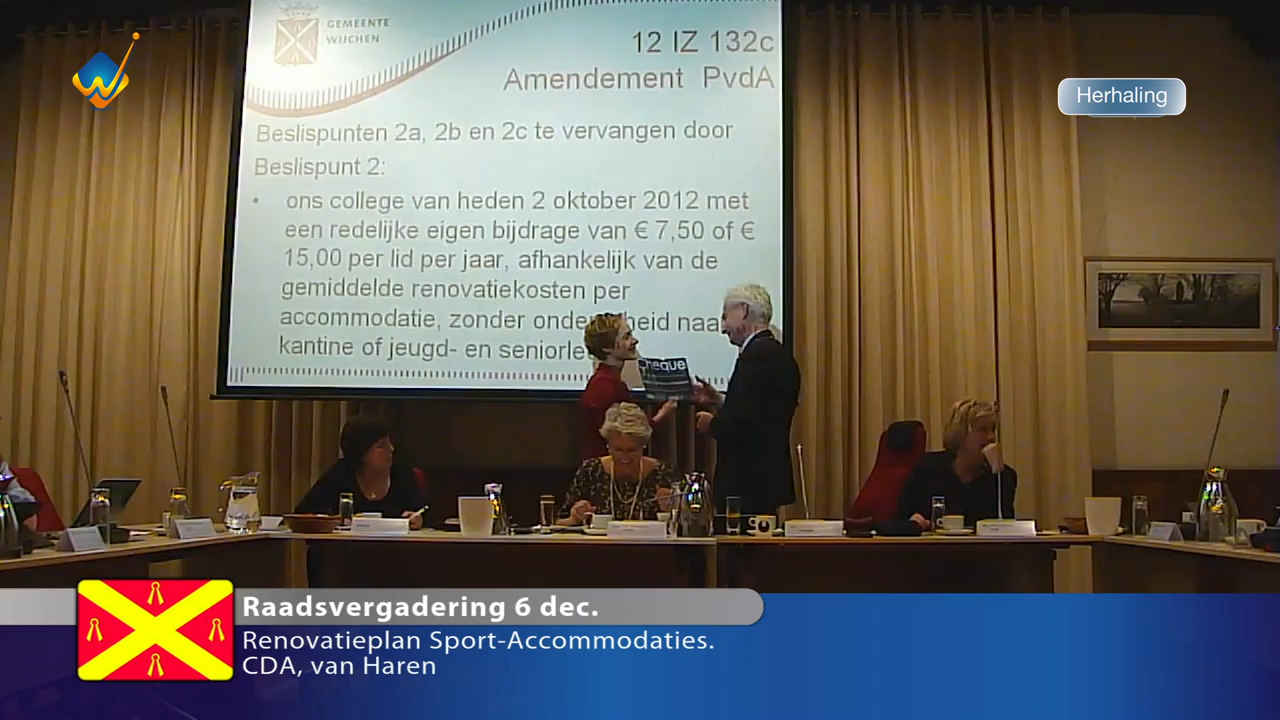 GEMEENTE
WIJCHEN
12 IZ 132c
Amendement PvdA
Herhaling
Beslispunten 2a, 2b en 2c te vervangen door
Beslispunt 2:
• ons college van heden 2 oktober 2012 met
een redelijke eigen bijdrage van € 7,50 of €
15,00 per lid per jaar, afhankelijk van de
gemiddelde renovatiekosten per
accommodatie, zonder
kantine of jeugd- en
Cheque
Raadsvergadering 6 dec.
Renovatieplan Sport-Accommodaties.
CDA, van Haren